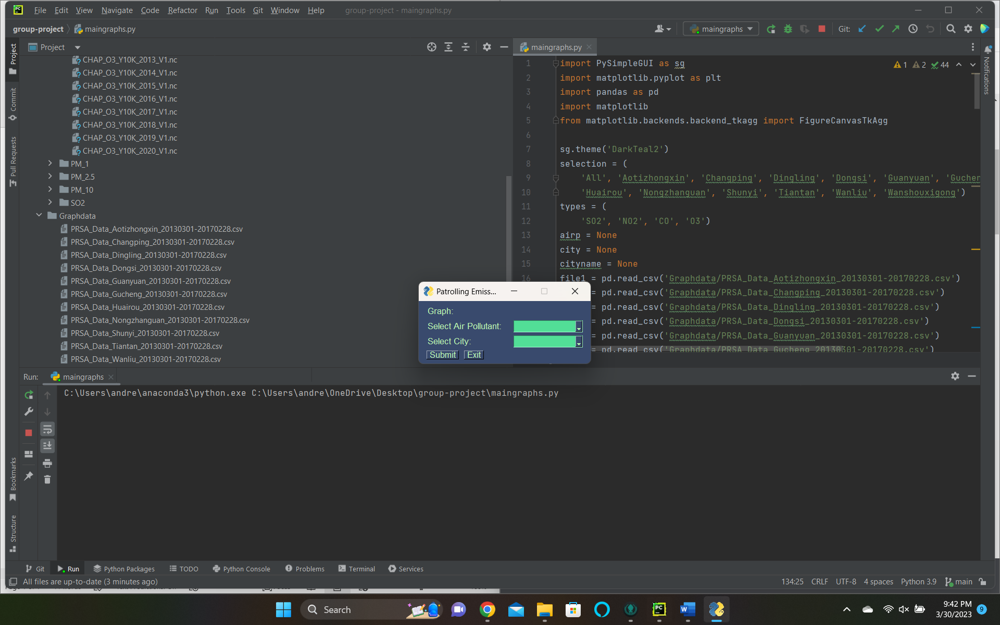 File Edit View Navigate Code Refactor Run Tools Git Window Help group-project - maingraphs.py
group-project maingraphs.py
maingraphs
Git:
Project
Project
maingraphs.py
Notifications
Commit
Pull Requests
CHAP_O3_Y10K_2013_V1.nc
CHAP_O3_Y10K_2014_V1.nc
CHAP_O3_Y10K_2015_V1.nc
CHAP_O3_Y10K_2016_V1.nc
CHAP_O3_Y10K_2017_V1.nc
CHAP_O3_Y10K_2018_V1.nc
CHAP_O3_Y10K_2019_V1.nc
CHAP_O3_Y10K_2020_V1.nc
PM_1
PM_2.5
PM_10
SO2
Graphdata
PRSA_Data_Aotizhongxin_20130301-20170228.csv
PRSA_Data_Changping_20130301-20170228.csv
PRSA_Data_Dingling_20130301-20170228.csv
PRSA_Data_Dongsi_20130301-20170228.csv
PRSA_Data_Guanyuan_20130301-20170228.csv
PRSA_Data_Gucheng_20130301-20170228.csv
PRSA_Data_Huairou_20130301-20170228.csv
PRSA_Data_Nongzhanguan_20130301-20170228.csv
PRSA_Data_Shunyi_20130301-20170228.csv
PRSA_Data_Tiantan_20130301-20170228.csv
PRSA_Data_Wanliu_20130301-20170228.csv
1 2 44
1 import PySimpleGUI as sg
2 import matplotlib.pyplot as plt
3 import pandas as pd
4 import matplotlib
5 from matplotlib.backends.backend_tkagg import FigureCanvasTkAgg
6
7 sg.theme('DarkTeal2')
8 selection = (
9 'All', 'Aotizhongxin', 'Changping', 'Dingling', 'Dongsi', 'Guanyuan', 'Guchen
10 'Huairou', 'Nongzhanguan', 'Shunyi', 'Tiantan', 'Wanliu', 'Wanshouxigong')
11 types = (
12 'SO2', 'NO2', 'CO', 'O3')
13 airp = None
14 city = None
15 cityname = None
16 file1 = pd.read_csv('Graphdata/PRSA_Data_Aotizhongxin_20130301-20170228.csv')
= pd.read_csv('Graphdata/PRSA_Data_Changping_20130301-20170228.csv')
= pd.read_csv('Graphdata/PRSA_Data_Dingling_20130301-20170228.csv')
= pd.read_csv('Graphdata/PRSA_Data_Dongsi_20130301-20170228.csv')
= pd.read_csv('Graphdata/PRSA_Data_Guanyuan_20130301-20170228.csv')
= pd.read_csv('Graphdata/PRSA_Data_Gucheng_20130301-20170228.csv')
Patrolling Emiss...
Graph:
Select Air Pollutant:
Select City:
Submit Exit
Run: maingraphs
C:\Users\andre\anaconda3\python.exe C:\Users\andre\OneDrive\Desktop\group-project\maingraphs.py
Bookmarks
Structure
Git Run Python Packages TODO Python Console Problems Terminal Services
All files are up-to-date (3 minutes ago) 134:25 CRLF UTF-8 4 spaces Python 3.9 main
Search
PC
W
9:42 PM
3/30/2023
9